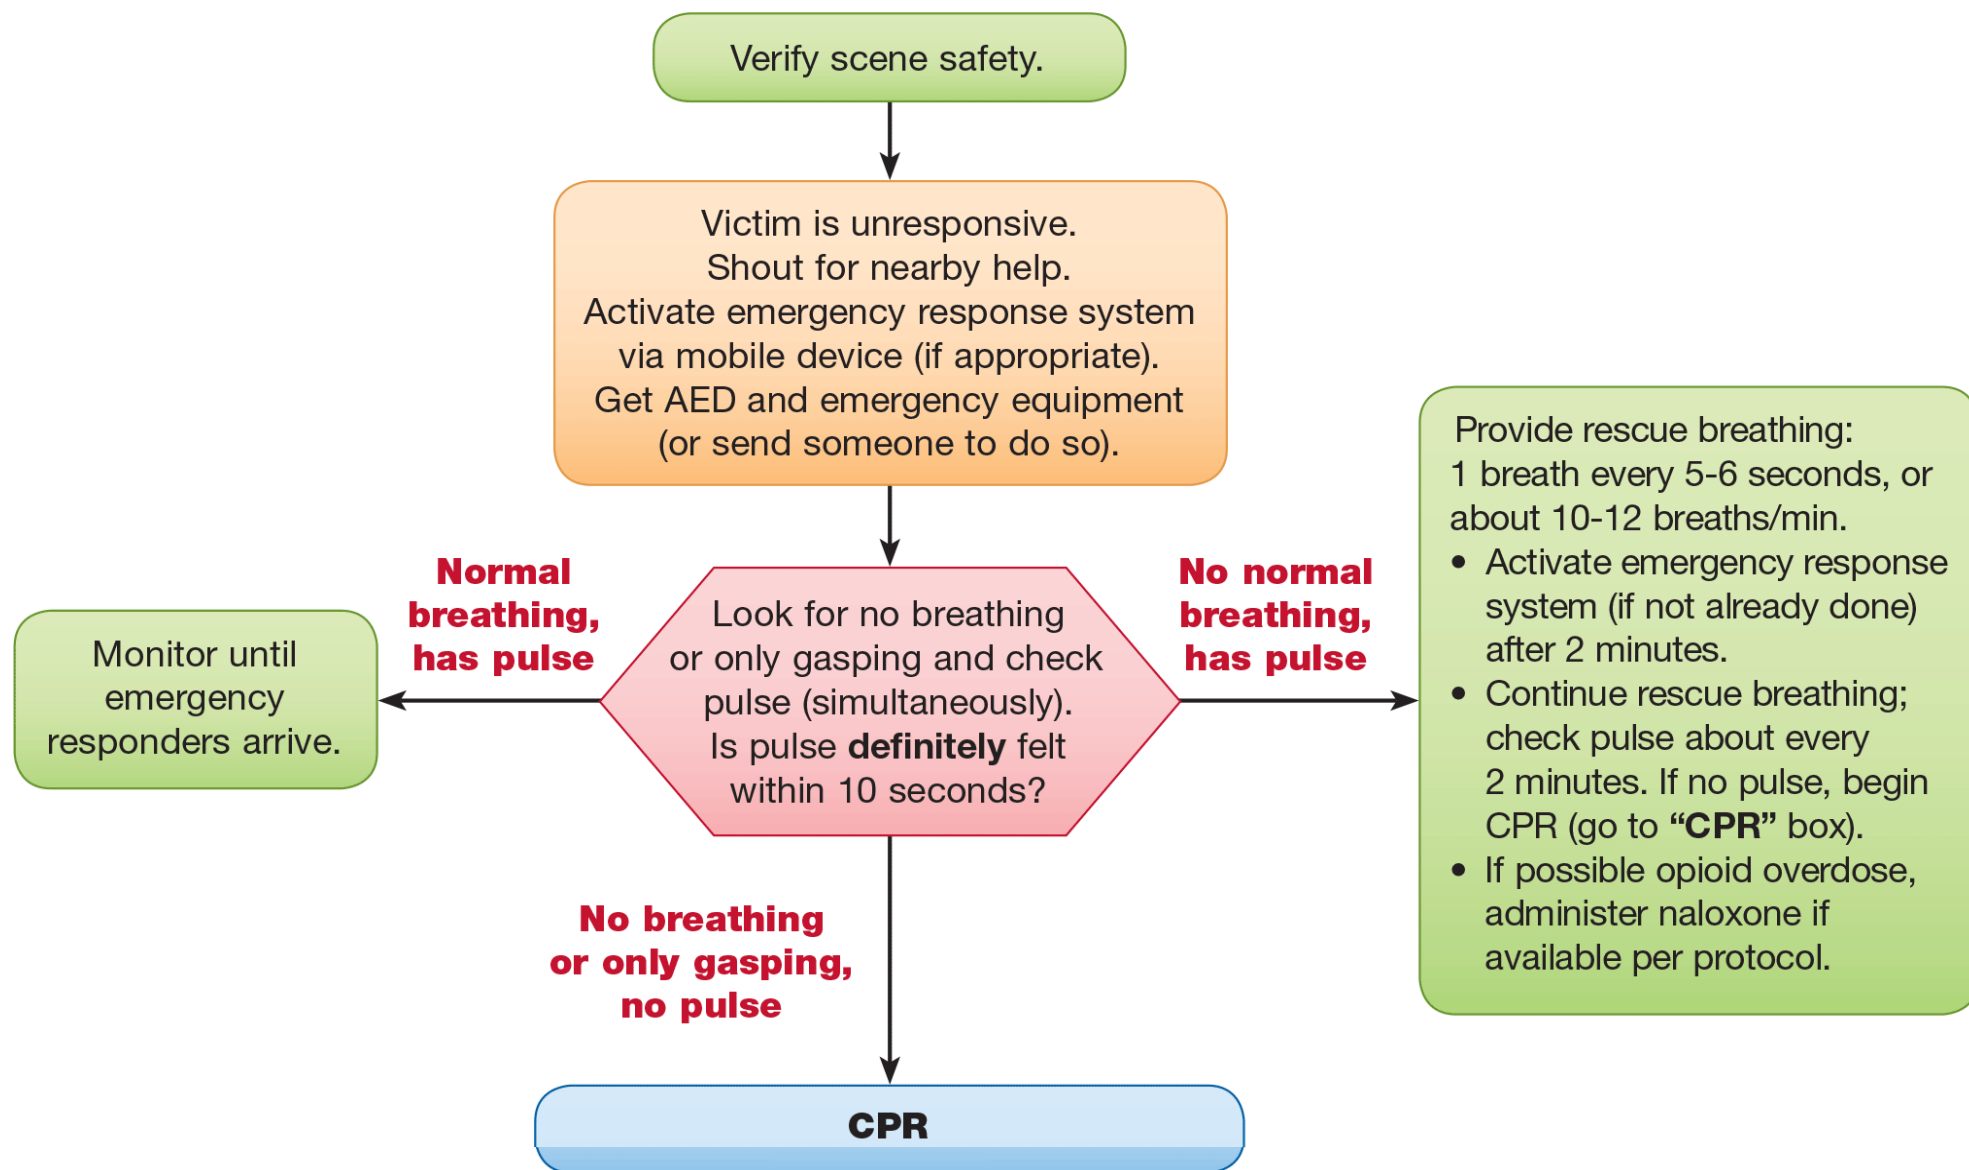 Verify scene safety.
Victim is unresponsive.
Shout for nearby help.
Activate emergency response system
via mobile device (if appropriate).
Get AED and emergency equipment
(or send someone to do so).
Normal
breathing,
has pulse
Monitor until
emergency
responders arrive.
Look for no breathing
or only gasping and check
pulse (simultaneously).
Is pulse definitely felt
within 10 seconds?
No normal
breathing,
has pulse
Provide rescue breathing:
1 breath every 5-6 seconds, or
about 10-12 breaths/min.
• Activate emergency response
system (if not already done)
after 2 minutes.
• Continue rescue breathing;
check pulse about every
2 minutes. If no pulse, begin
CPR (go to “CPR” box).
• If possible opioid overdose,
administer naloxone if
available per protocol.
No breathing
or only gasping,
no pulse
CPR